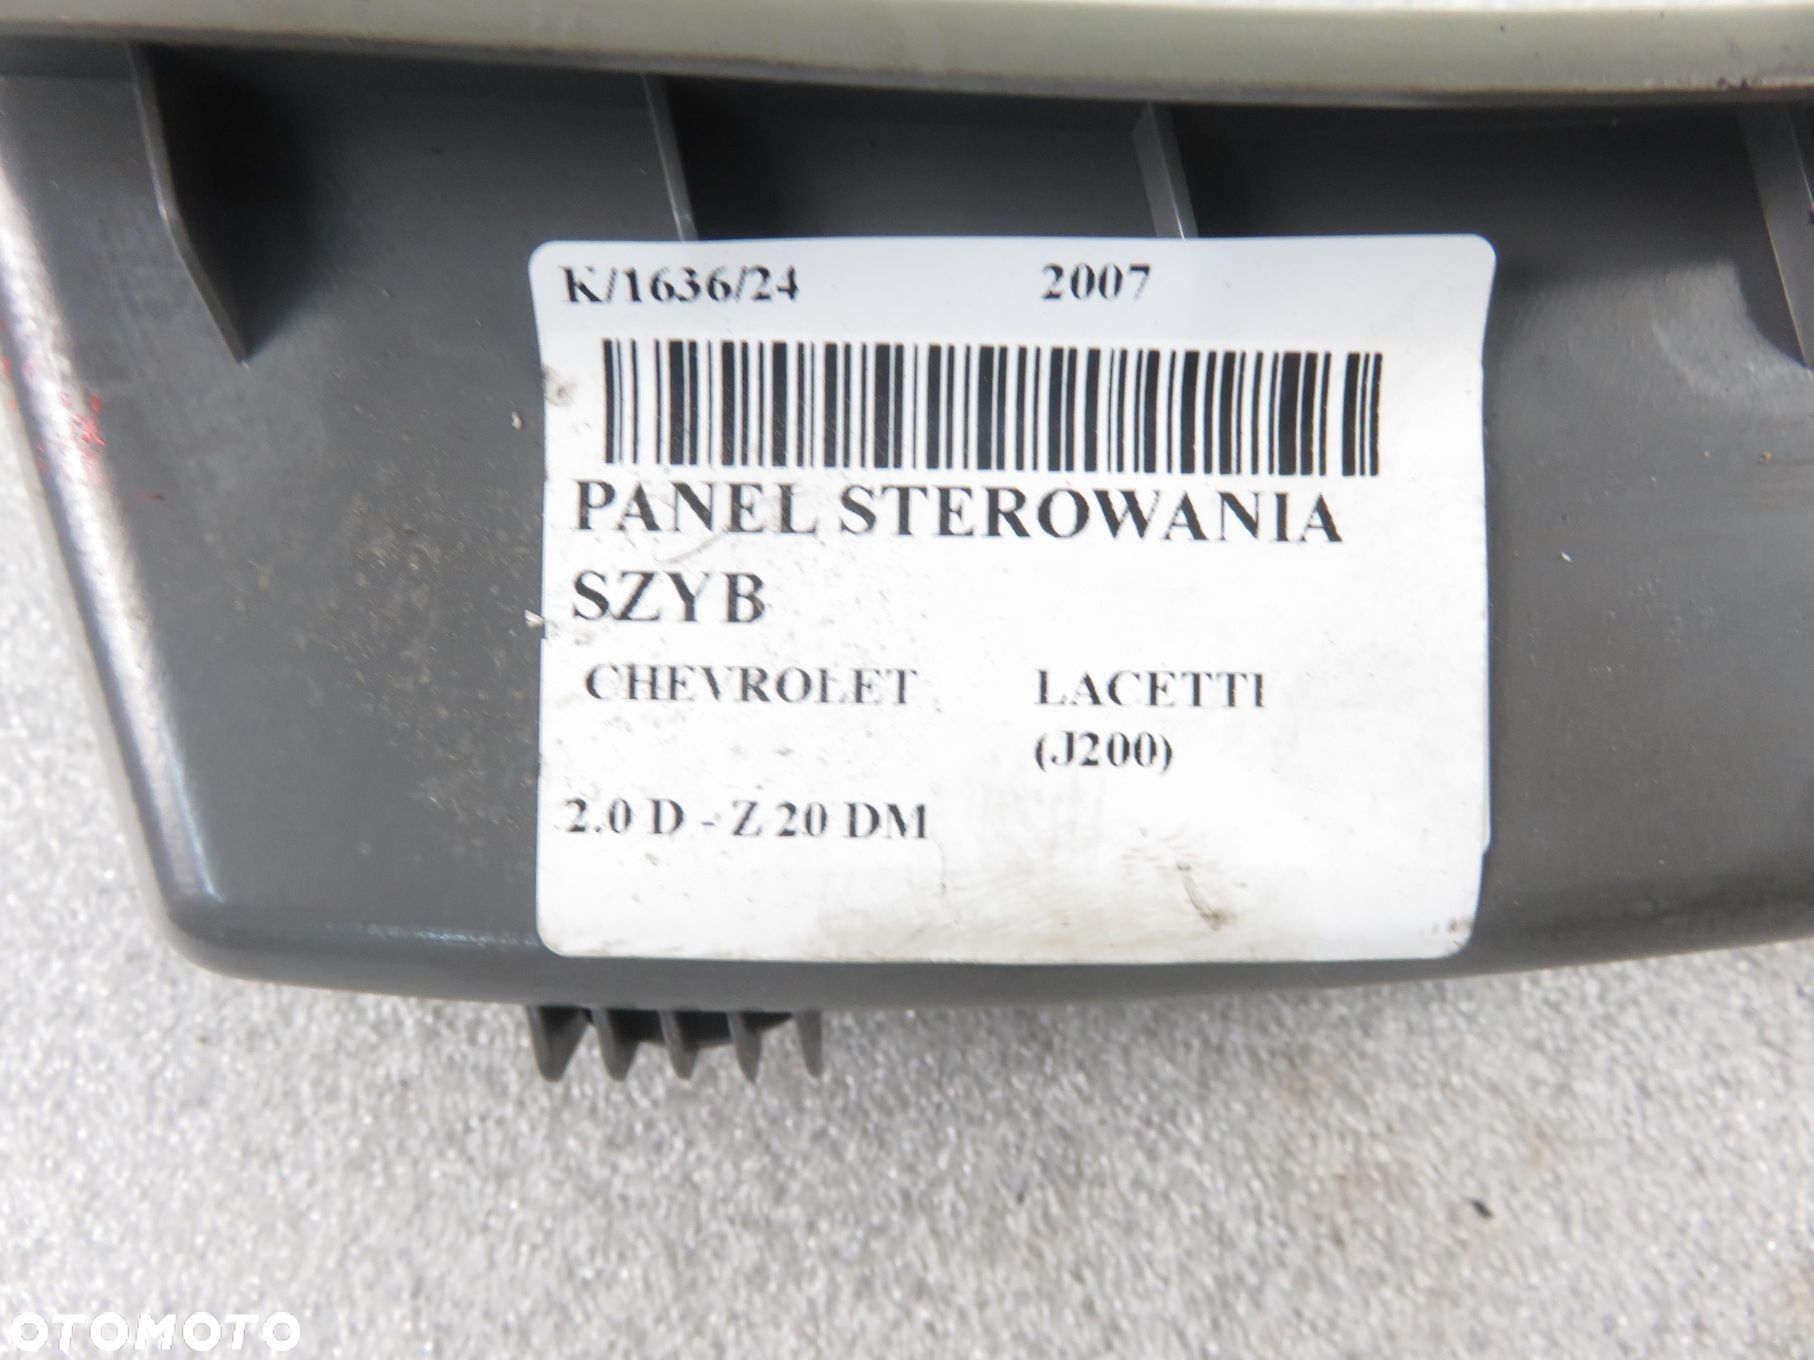 K/1636/24 2007
PANEL STEROWANIA
SZYB
CHEVROLET LACETTI
(J200)
2.0 D - Z 20 DM
OTOMOTO